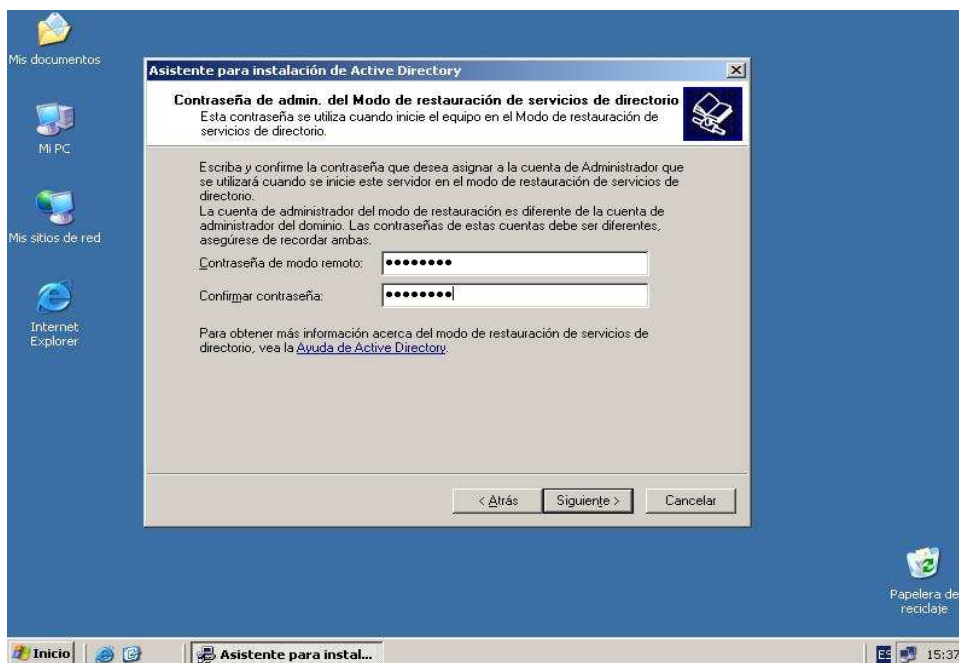 Mis documentos
Mi PC
Mis sitios de red
Internet
Explorer
Asistente para instalación de Active Directory
Contraseña de admin. del Modo de restauración de servicios de directorio
Esta contraseña se utiliza cuando inicie el equipo en el Modo de restauración de
servicios de directorio.
Escriba y confirme la contraseña que desea asignar a la cuenta de Administrador que
se utilizará cuando se inicie este servidor en el modo de restauración de servicios de
directorio.
La cuenta de administrador del modo de restauración es diferente de la cuenta de
administrador del dominio. Las contraseñas de estas cuentas debe ser diferentes,
asegúrese de recordar ambas.
Contraseña de modo remoto: ●●●●●●●●
Confirmar contraseña: ●●●●●●●●
Para obtener más información acerca del modo de restauración de servicios de
directorio, vea la Ayuda de Active Directory.
< Atrás Siguiente > Cancelar
Papelera de
reciclaje
Inicio Asistente para instal... ES 15:37